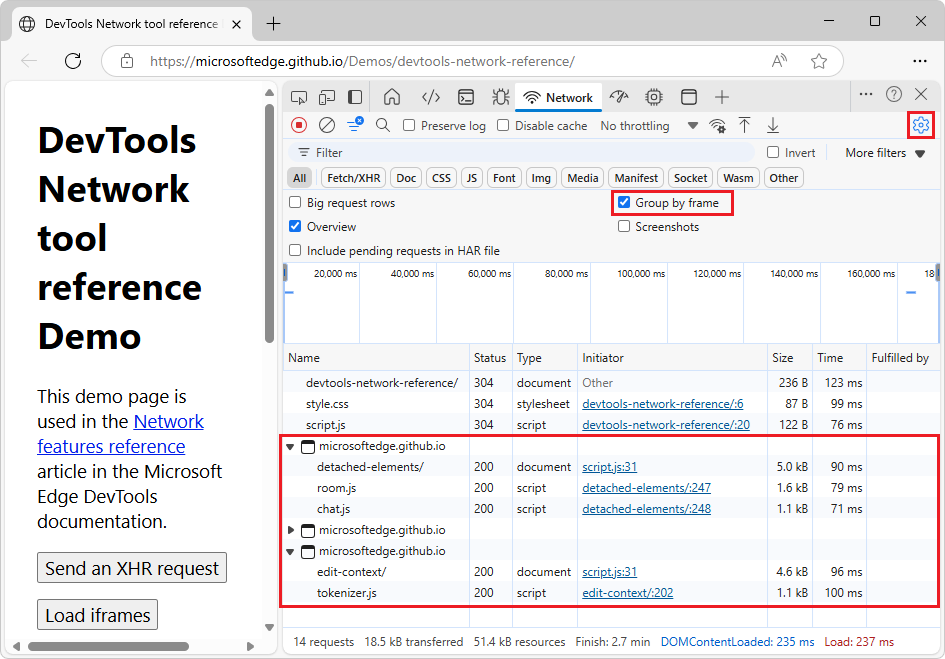 DevTools Network tool reference
https://microsoftedge.github.io/Demos/devtools-network-reference/
DevTools
Network
tool
reference
Demo
This demo page is
used in the Network
features reference
article in the Microsoft
Edge DevTools
documentation.
Send an XHR request
Load iframes
Network
Preserve log Disable cache No throttling
Filter Invert More filters
All Fetch/XHR Doc CSS JS Font Img Media Manifest Socket Wasm Other
Big request rows Group by frame
Overview Screenshots
Include pending requests in HAR file
20,000 ms 40,000 ms 60,000 ms 80,000 ms 100,000 ms 120,000 ms 140,000 ms 160,000 ms 18
Name Status Type Initiator Size Time Fulfilled by
devtools-network-reference/ 304 document Other 236 B 123 ms
style.css 304 stylesheet devtools-network-reference/:6 87 B 99 ms
script.js 304 script devtools-network-reference/:20 122 B 76 ms
microsoftedge.github.io
detached-elements/ 200 document script.js:31 5.0 kB 90 ms
room.js 200 script detached-elements/:247 1.6 kB 79 ms
chat.js 200 script detached-elements/:248 1.1 kB 71 ms
microsoftedge.github.io
microsoftedge.github.io
edit-context/ 200 document script.js:31 4.6 kB 96 ms
tokenizer.js 200 script edit-context/:202 1.1 kB 100 ms
14 requests 18.5 kB transferred 51.4 kB resources Finish: 2.7 min DOMContentLoaded: 235 ms Load: 237 ms